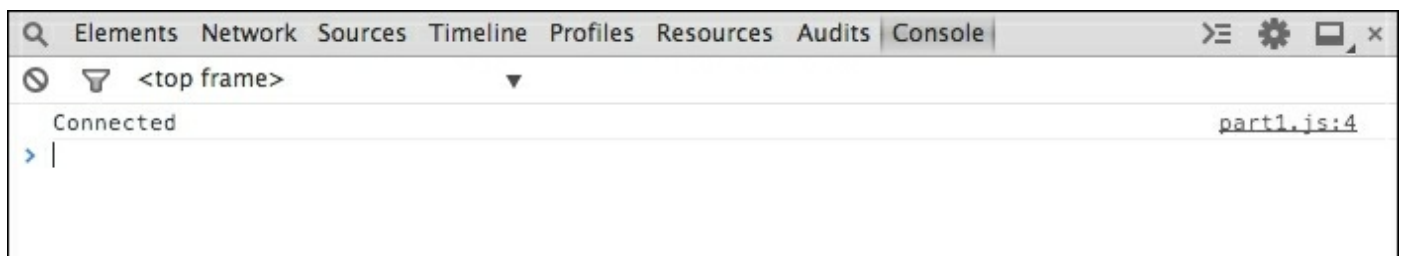 Elements Network Sources Timeline Profiles Resources Audits Console
<top frame>
Connected part1.js:4